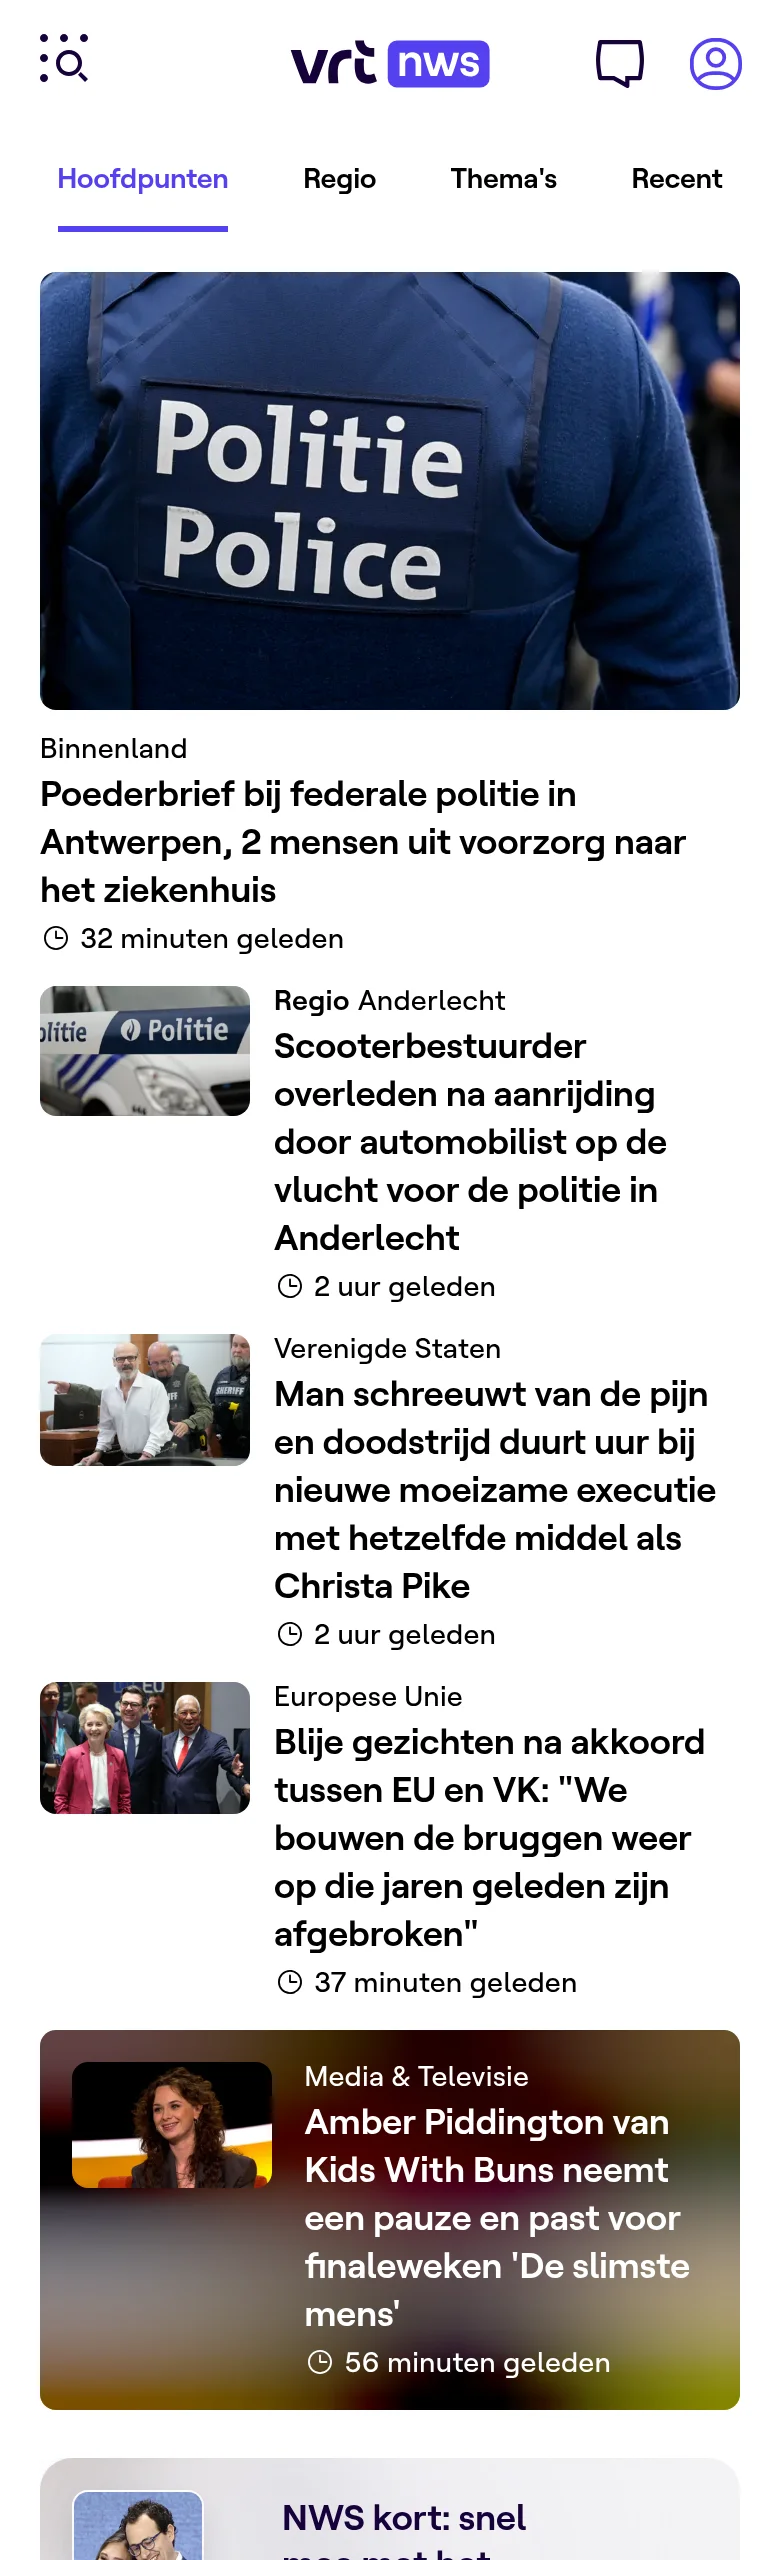 vrt nws
Hoofdpunten Regio Thema's Recent
Politie
Police
Binnenland
Poederbrief bij federale politie in
Antwerpen, 2 mensen uit voorzorg naar
het ziekenhuis
32 minuten geleden
olitie Politie
Regio Anderlecht
Scooterbestuurder
overleden na aanrijding
door automobilist op de
vlucht voor de politie in
Anderlecht
2 uur geleden
SHERIFF
Verenigde Staten
Man schreeuwt van de pijn
en doodstrijd duurt uur bij
nieuwe moeizame executie
met hetzelfde middel als
Christa Pike
2 uur geleden
EU
Europese Unie
Blije gezichten na akkoord
tussen EU en VK: "We
bouwen de bruggen weer
op die jaren geleden zijn
afgebroken"
37 minuten geleden
Media & Televisie
Amber Piddington van
Kids With Buns neemt
een pauze en past voor
finaleweken 'De slimste
mens'
56 minuten geleden
NWS kort: snel